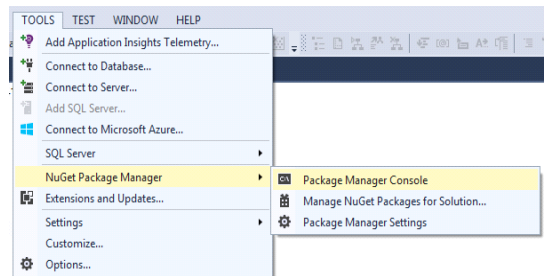 TOOLS TEST WINDOW HELP
Add Application Insights Telemetry...
Connect to Database...
Connect to Server...
Add SQL Server...
Connect to Microsoft Azure...
SQL Server
NuGet Package Manager
Package Manager Console
Extensions and Updates...
Manage NuGet Packages for Solution...
Settings
Package Manager Settings
Customize...
Options...